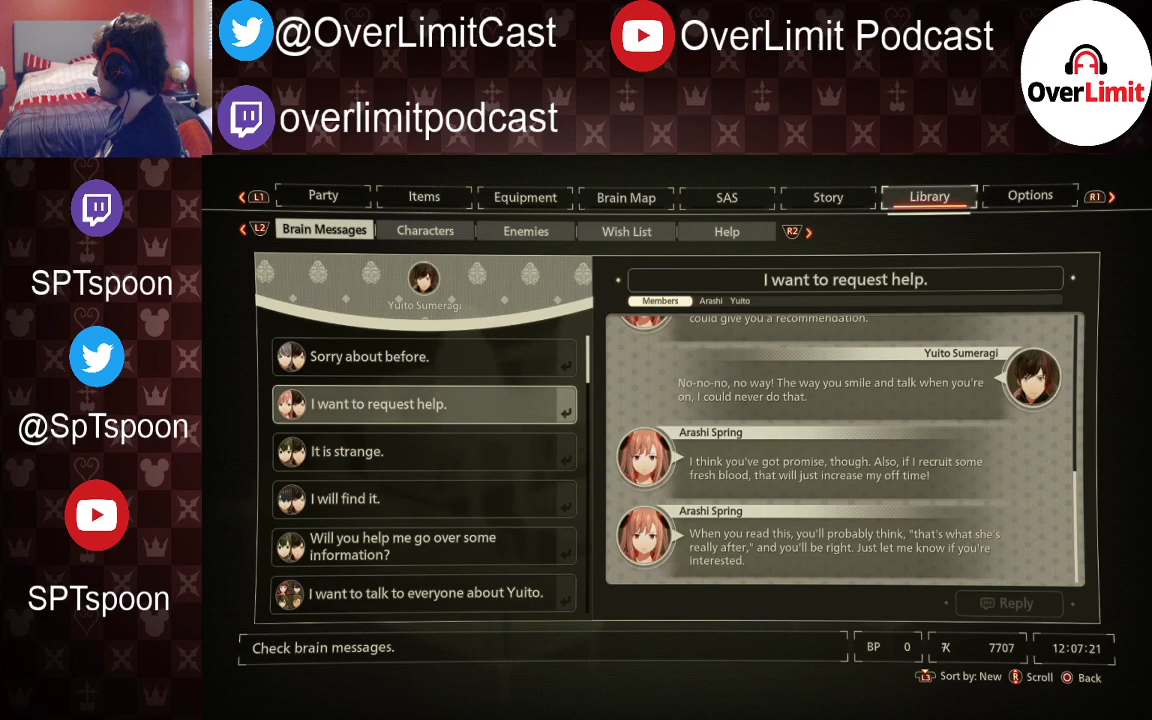 @OverLimitCast
OverLimit Podcast
OverLimit
overlimitpodcast
SPTspoon
@SpTspoon
SPTspoon
L1
Party
Items
Equipment
Brain Map
SAS
Story
Library
Options
R1
L2
Brain Messages
Characters
Enemies
Wish List
Help
R2
Yuito Sumeragi
Sorry about before.
I want to request help.
It is strange.
I will find it.
Will you help me go over some
information?
I want to talk to everyone about Yuito.
I want to request help.
Members Arashi Yuito
could give you a recommendation.
Yuito Sumeragi
No-no-no, no way! The way you smile and talk when you're
on, I could never do that.
Arashi Spring
I think you've got promise, though. Also, if I recruit some
fresh blood, that will just increase my off time!
Arashi Spring
When you read this, you'll probably think, "that's what she's
really after," and you'll be right. Just let me know if you're
interested.
Reply
Check brain messages.
BP 0
K 7707
12:07:21
L3 Sort by: New R Scroll Back